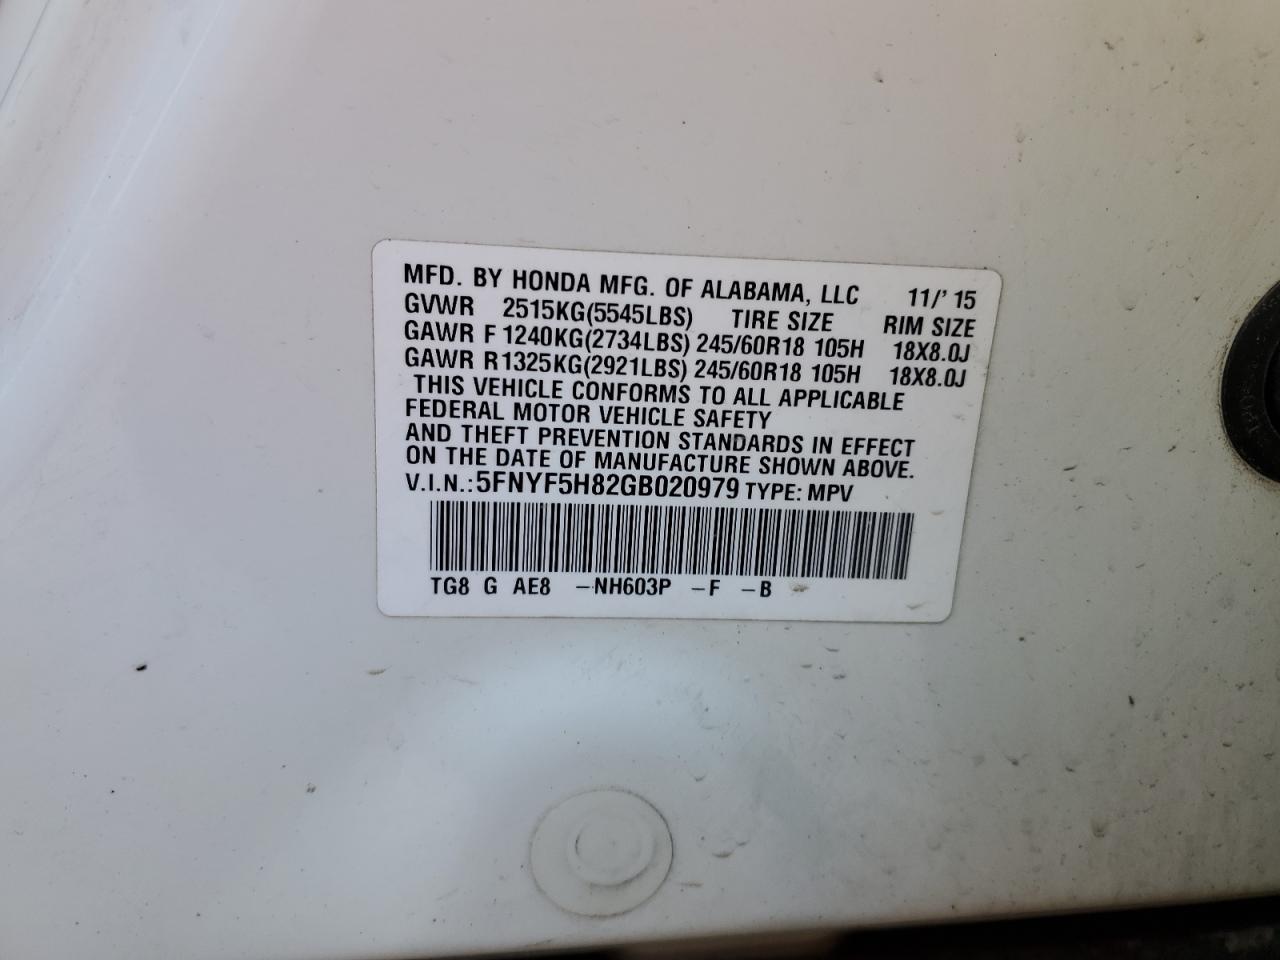 MFD. BY HONDA MFG. OF ALABAMA, LLC 11/' 15
GVWR 2515KG(5545LBS) TIRE SIZE RIM SIZE
GAWR F 1240KG(2734LBS) 245/60R18 105H 18X8.0J
GAWR R1325KG(2921LBS) 245/60R18 105H 18X8.0J
THIS VEHICLE CONFORMS TO ALL APPLICABLE
FEDERAL MOTOR VEHICLE SAFETY
AND THEFT PREVENTION STANDARDS IN EFFECT
ON THE DATE OF MANUFACTURE SHOWN ABOVE.
V.I.N.:5FNYF5H82GB020979 TYPE: MPV
TG8 G AE8 -NH603P -F -B